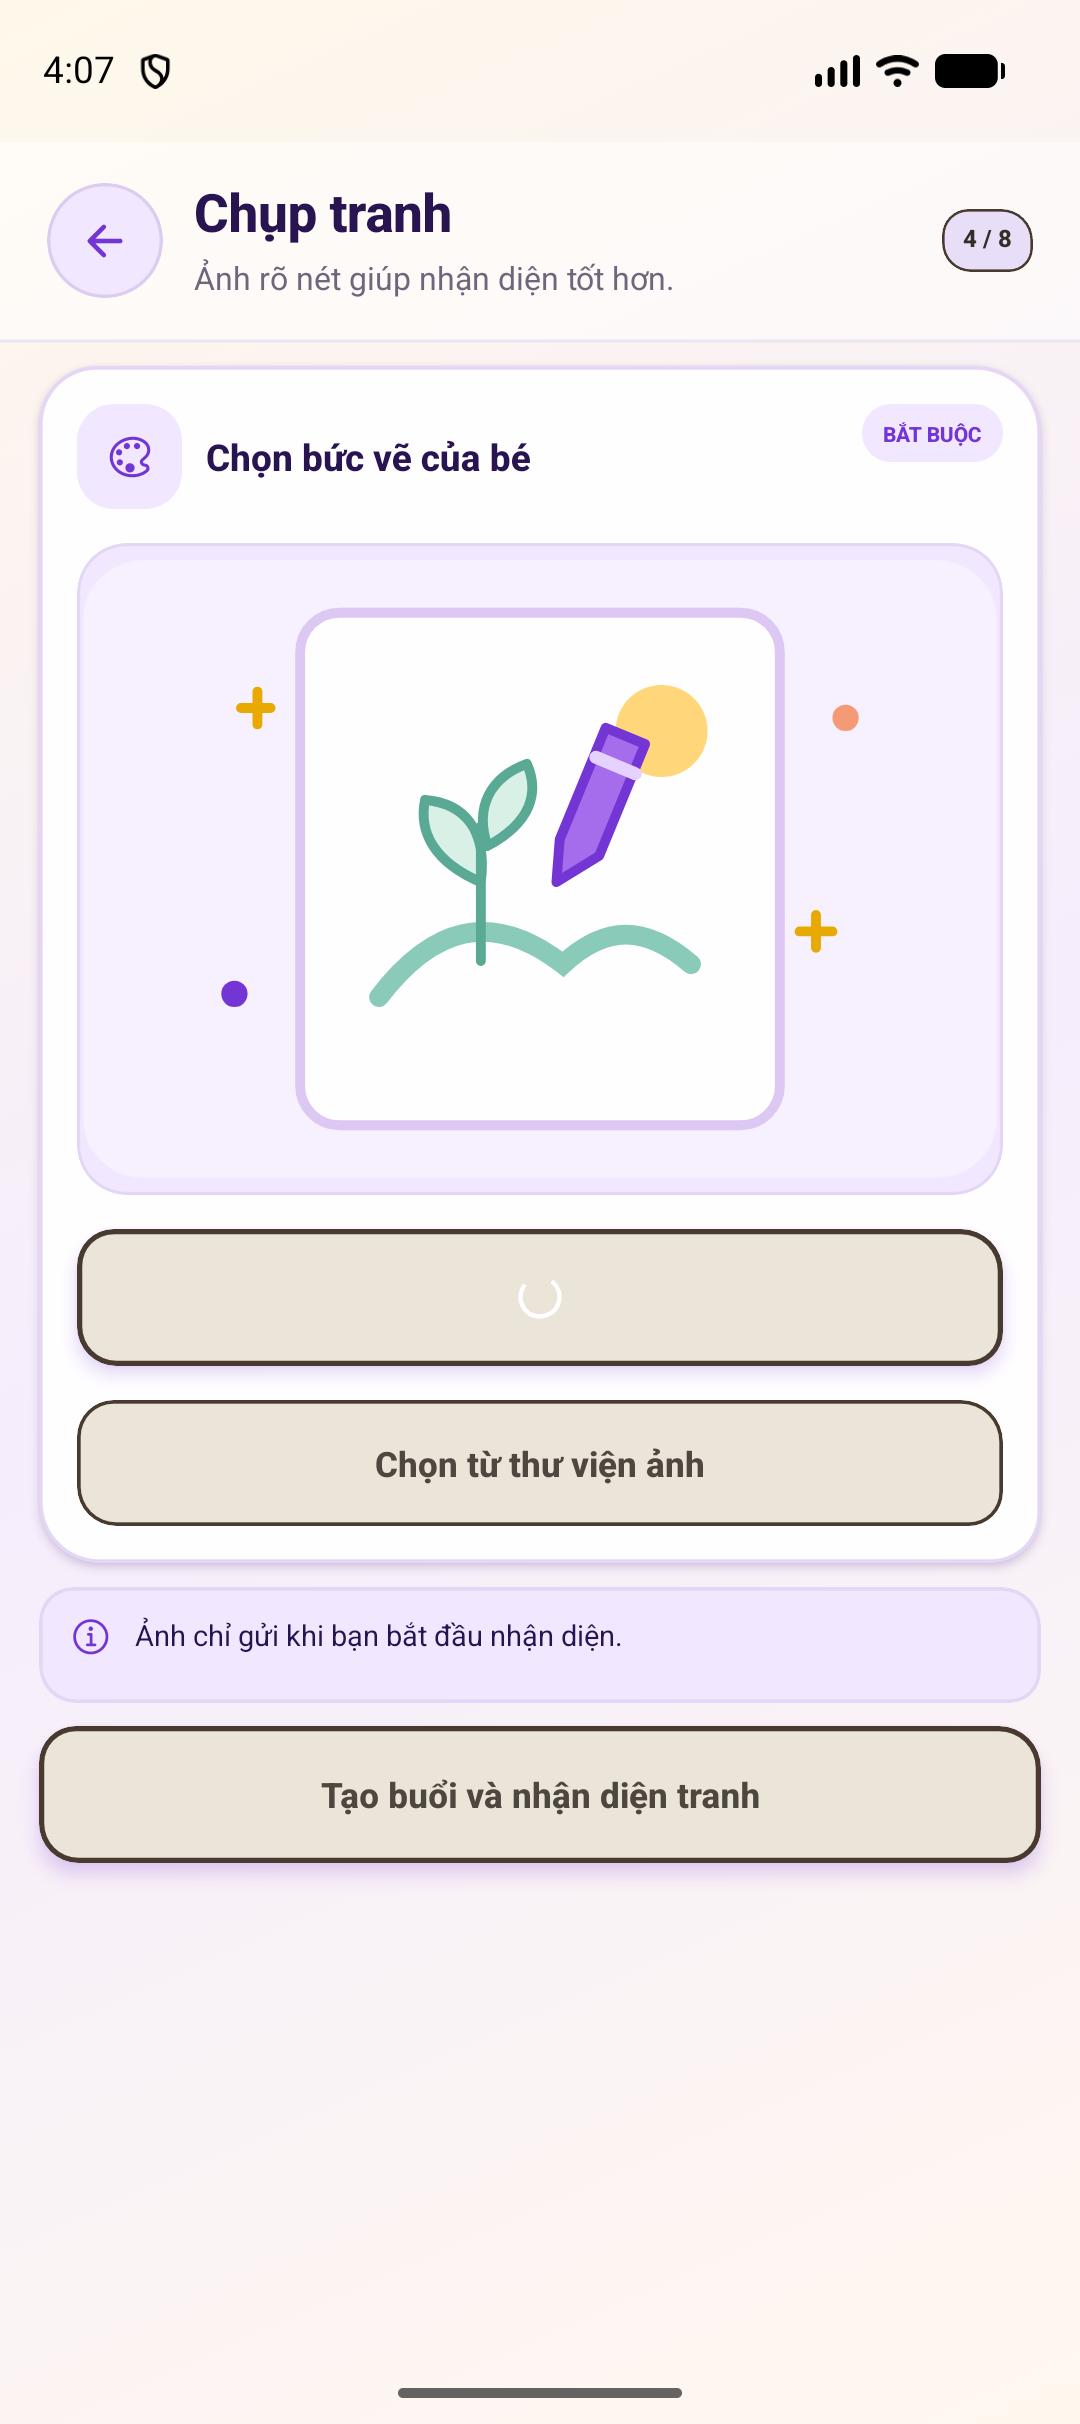 4:07
Chụp tranh
Ảnh rõ nét giúp nhận diện tốt hơn.
4 / 8
Chọn bức vẽ của bé
BẮT BUỘC
Chọn từ thư viện ảnh
Ảnh chỉ gửi khi bạn bắt đầu nhận diện.
Tạo buổi và nhận diện tranh